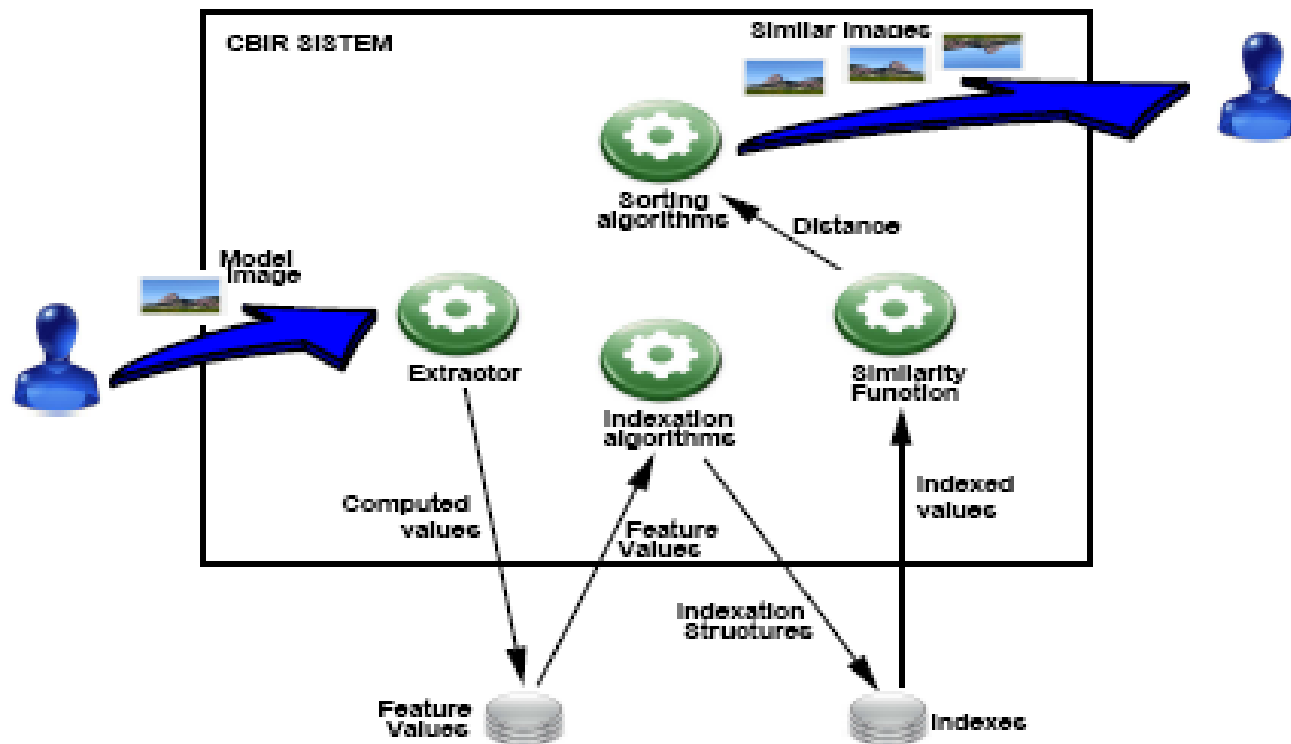 CBIR SISTEM
Similar Images
Sorting
algorithms
Distance
Model
Image
Extractor
Indexation
algorithms
Similarity
Function
Computed
values
Feature
Values
Indexed
values
Indexation
Structures
Feature
Values
Indexes